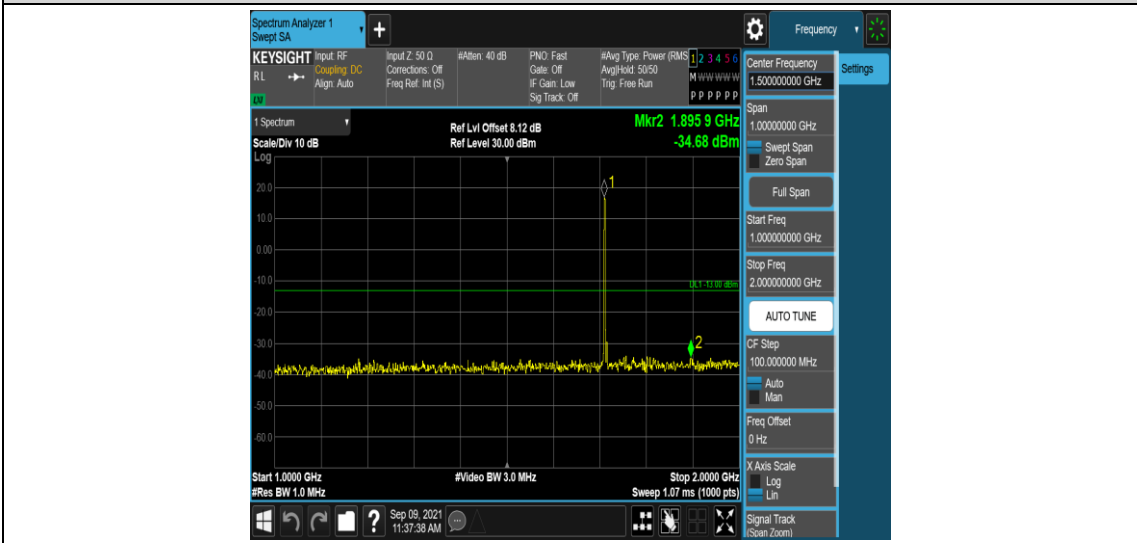 Spectrum Analyzer 1
Swept SA
+
Frequency
KEYSIGHT
RL
LXI
Input: RF
Coupling: DC
Align: Auto
Input Z: 50 Ω
Corrections: Off
Freq Ref: Int (S)
#Atten: 40 dB
PNO: Fast
Gate: Off
IF Gain: Low
Sig Track: Off
#Avg Type: Power (RMS
Avg|Hold: 50/50
Trig: Free Run
1 2 3 4 5 6
M W W W W W
P P P P P P
Center Frequency
1.500000000 GHz
Settings
Span
1.00000000 GHz
Swept Span
Zero Span
Full Span
Start Freq
1.000000000 GHz
Stop Freq
2.000000000 GHz
AUTO TUNE
CF Step
100.000000 MHz
Auto
Man
Freq Offset
0 Hz
X Axis Scale
Log
Lin
Signal Track
(Span Zoom)
1 Spectrum
Scale/Div 10 dB
Log
Ref Lvl Offset 8.12 dB
Ref Level 30.00 dBm
Mkr2 1.895 9 GHz
-34.68 dBm
1
20.0
10.0
0.00
-10.0
DL1 -13.00 dBm
-20.0
-30.0
2
-40.0
-50.0
-60.0
Start 1.0000 GHz
#Video BW 3.0 MHz
Stop 2.0000 GHz
#Res BW 1.0 MHz
Sweep 1.07 ms (1000 pts)
?
Sep 09, 2021
11:37:38 AM